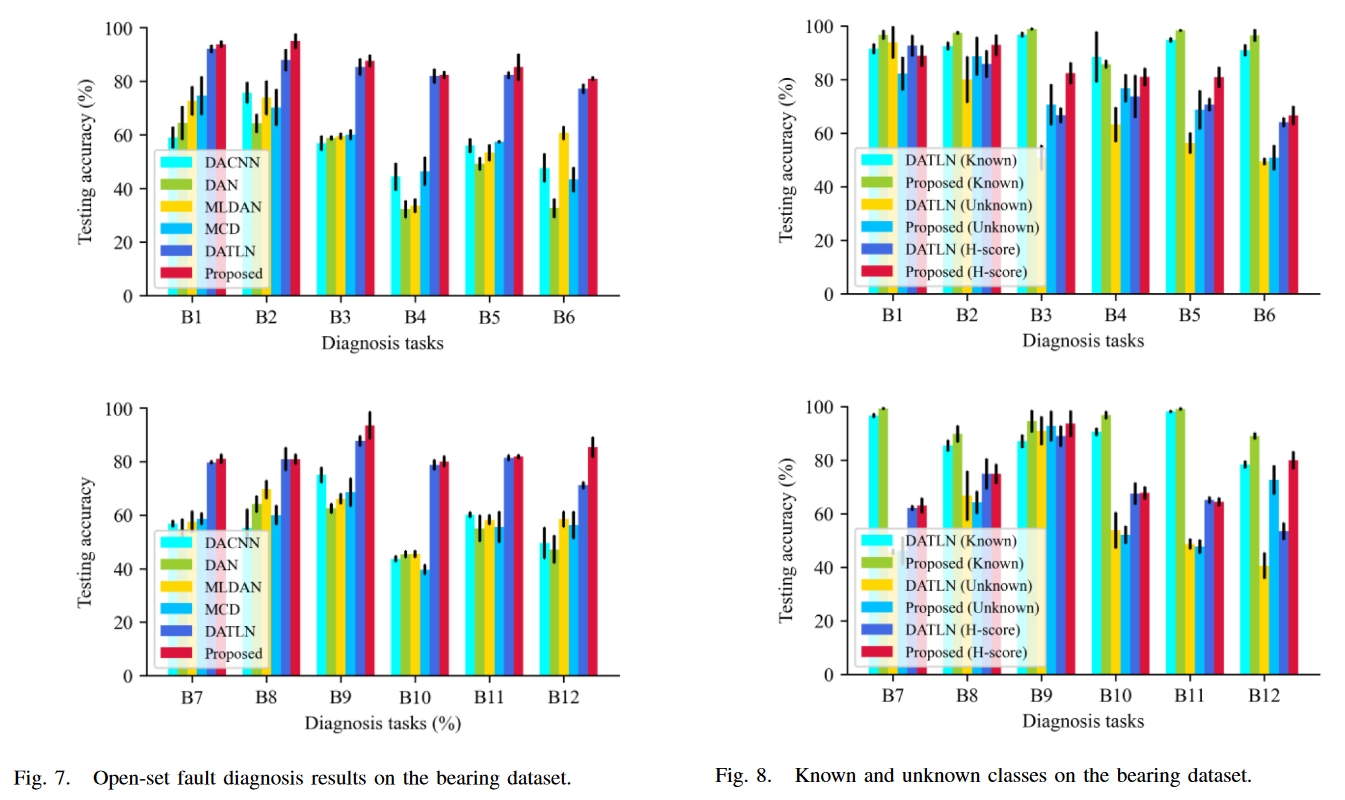 100
80
60
40
20
0
Testing accuracy (%)
DACNN
DAN
MLDAN
MCD
DATLN
Proposed
B1 B2 B3 B4 B5 B6
Diagnosis tasks
100
80
60
40
20
0
Testing accuracy
DACNN
DAN
MLDAN
MCD
DATLN
Proposed
B7 B8 B9 B10 B11 B12
Diagnosis tasks (%)
Fig. 7. Open-set fault diagnosis results on the bearing dataset.
100
80
60
40
20
0
Testing accuracy (%)
DATLN (Known)
Proposed (Known)
DATLN (Unknown)
Proposed (Unknown)
DATLN (H-score)
Proposed (H-score)
B1 B2 B3 B4 B5 B6
Diagnosis tasks
100
80
60
40
20
0
Testing accuracy (%)
DATLN (Known)
Proposed (Known)
DATLN (Unknown)
Proposed (Unknown)
DATLN (H-score)
Proposed (H-score)
B7 B8 B9 B10 B11 B12
Diagnosis tasks
Fig. 8. Known and unknown classes on the bearing dataset.